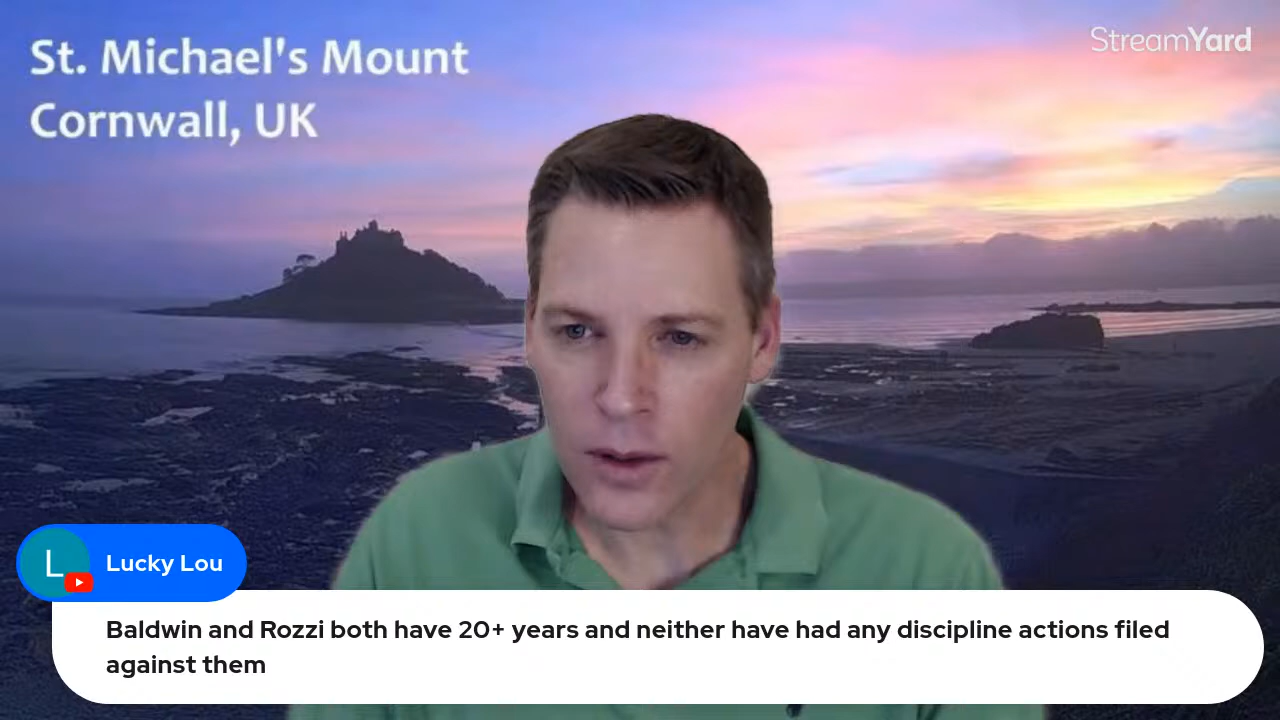 St. Michael's Mount
Cornwall, UK
StreamYard
L
Lucky Lou
Baldwin and Rozzi both have 20+ years and neither have had any discipline actions filed
against them